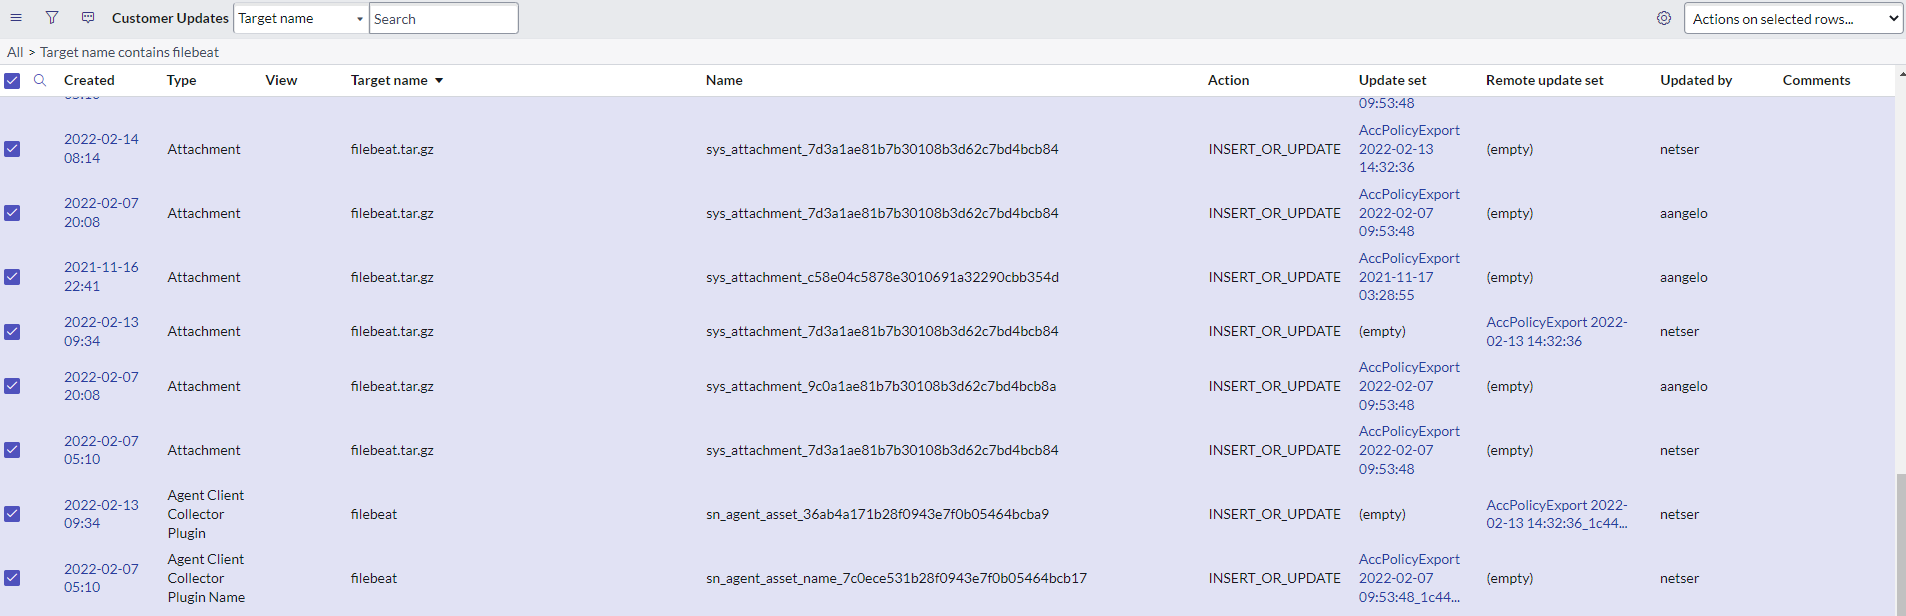 Customer Updates Target name Search Actions on selected rows...
All > Target name contains filebeat
Created Type View Target name Name Action Update set Remote update set Updated by Comments
09:53:48
2022-02-14 08:14 Attachment filebeat.tar.gz sys_attachment_7d3a1ae81b7b30108b3d62c7bd4bcb84 INSERT_OR_UPDATE AccPolicyExport 2022-02-13 14:32:36 (empty) netser
2022-02-07 20:08 Attachment filebeat.tar.gz sys_attachment_7d3a1ae81b7b30108b3d62c7bd4bcb84 INSERT_OR_UPDATE AccPolicyExport 2022-02-07 09:53:48 (empty) aangelo
2021-11-16 22:41 Attachment filebeat.tar.gz sys_attachment_c58e04c5878e3010691a32290cbb354d INSERT_OR_UPDATE AccPolicyExport 2021-11-17 03:28:55 (empty) aangelo
2022-02-13 09:34 Attachment filebeat.tar.gz sys_attachment_7d3a1ae81b7b30108b3d62c7bd4bcb84 INSERT_OR_UPDATE (empty) AccPolicyExport 2022-02-13 14:32:36 netser
2022-02-07 20:08 Attachment filebeat.tar.gz sys_attachment_9c0a1ae81b7b30108b3d62c7bd4bcb8a INSERT_OR_UPDATE AccPolicyExport 2022-02-07 09:53:48 (empty) aangelo
2022-02-07 05:10 Attachment filebeat.tar.gz sys_attachment_7d3a1ae81b7b30108b3d62c7bd4bcb84 INSERT_OR_UPDATE AccPolicyExport 2022-02-07 09:53:48 (empty) netser
2022-02-13 09:34 Agent Client Collector Plugin filebeat sn_agent_asset_36ab4a171b28f0943e7f0b05464bcba9 INSERT_OR_UPDATE (empty) AccPolicyExport 2022-02-13 14:32:36_1c44... netser
2022-02-07 05:10 Agent Client Collector Plugin Name filebeat sn_agent_asset_name_7c0ece531b28f0943e7f0b05464bcb17 INSERT_OR_UPDATE AccPolicyExport 2022-02-07 09:53:48_1c44... (empty) netser